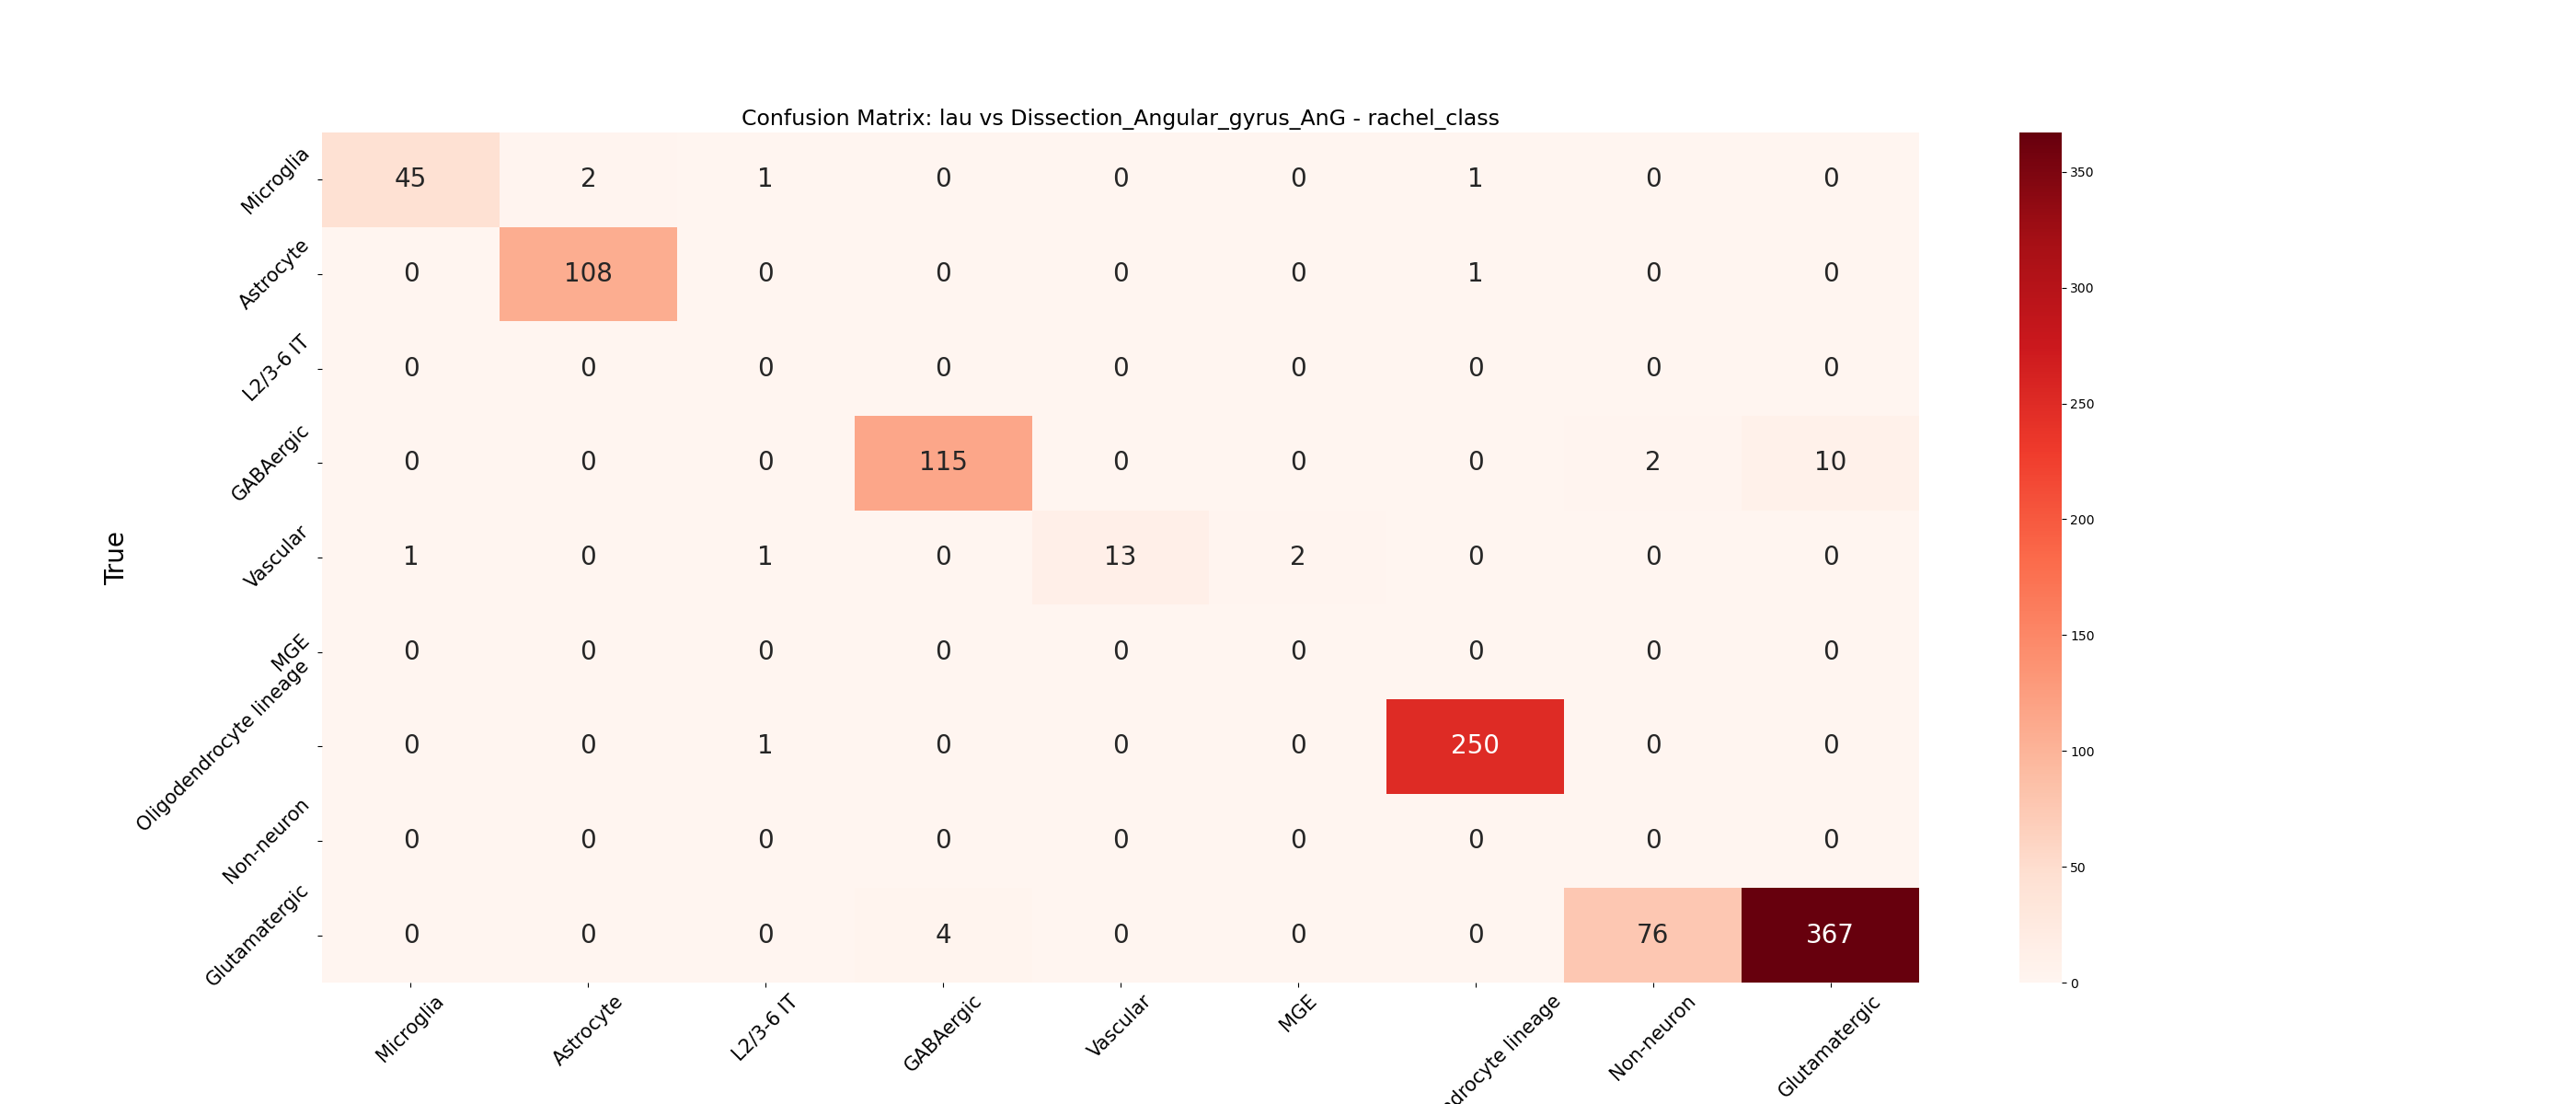 Confusion Matrix: lau vs Dissection_Angular_gyrus_AnG - rachel_class
True
Microglia 45 2 1 0 0 0 1 0 0
Astrocyte 0 108 0 0 0 0 1 0 0
L2/3-6 IT 0 0 0 0 0 0 0 0 0
GABAergic 0 0 0 115 0 0 0 2 10
Vascular 1 0 1 0 13 2 0 0 0
MGE 0 0 0 0 0 0 0 0 0
Oligodendrocyte lineage 0 0 1 0 0 0 250 0 0
Non-neuron 0 0 0 0 0 0 0 0 0
Glutamatergic 0 0 0 4 0 0 0 76 367
Microglia Astrocyte L2/3-6 IT GABAergic Vascular MGE drocyte lineage Non-neuron Glutamatergic
350
300
250
200
150
100
50
0